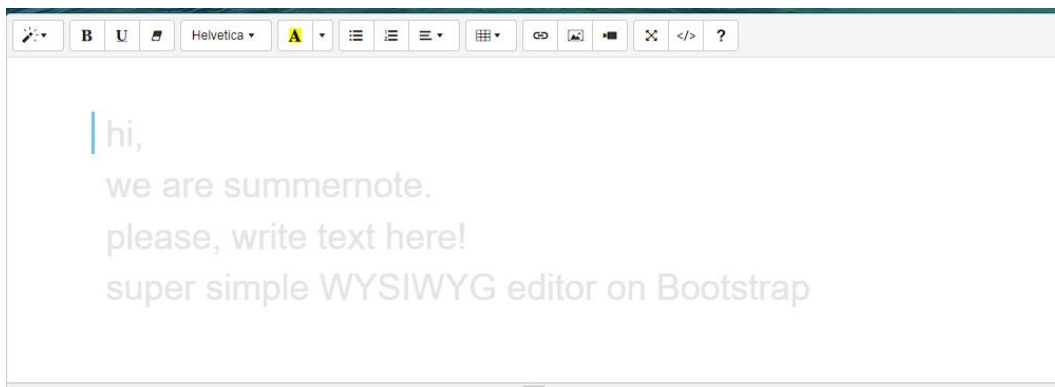 B U Helvetica A </> ?
hi,
we are summernote.
please, write text here!
super simple WYSIWYG editor on Bootstrap